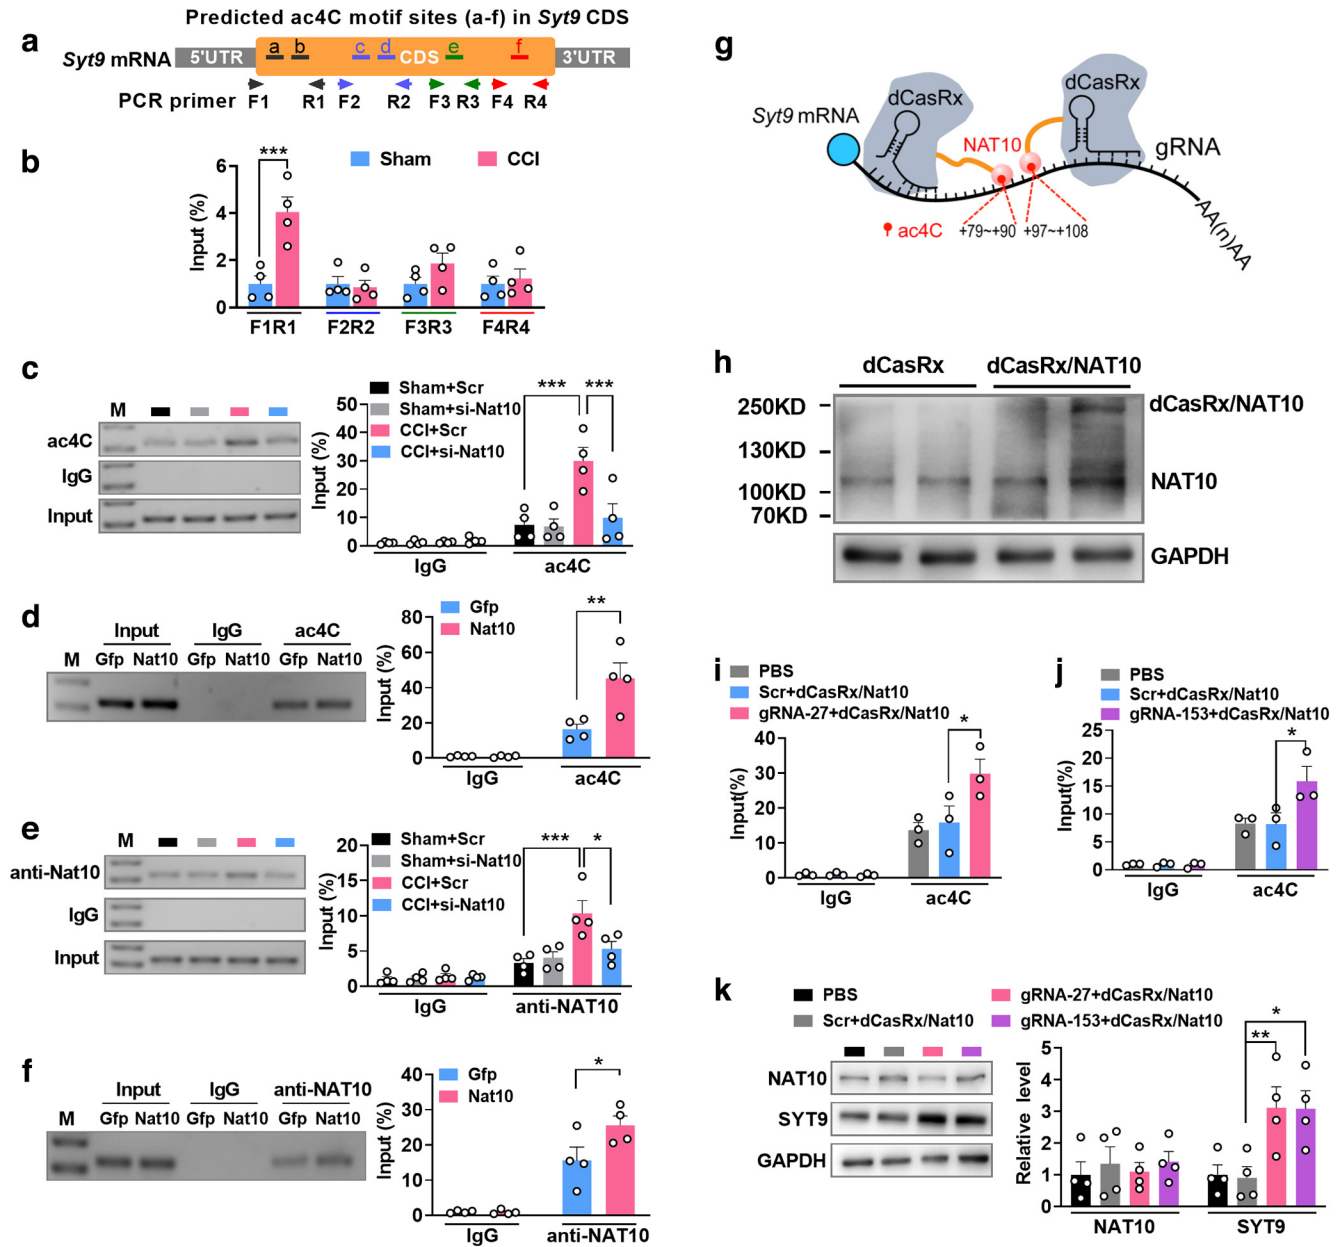 Predicted ac4C motif sites (a-f) in Syt9 CDS
a
a b c d e f
Syt9 mRNA 5'UTR CDS 3'UTR
PCR primer F1 R1 F2 R2 F3 R3 F4 R4
b
Sham CCI
***
Input (%)
6
4
2
0
F1R1 F2R2 F3R3 F4R4
c
M
ac4C
IgG
Input
Sham+Scr
Sham+si-Nat10
CCI+Scr
CCI+si-Nat10
*** ***
Input (%)
50
40
30
20
10
0
IgG ac4C
d
Input IgG ac4C
M Gfp Nat10 Gfp Nat10 Gfp Nat10
Gfp
Nat10
**
Input (%)
80
60
40
20
0
IgG ac4C
e
M
anti-Nat10
IgG
Input
Sham+Scr
Sham+si-Nat10
CCI+Scr
CCI+si-Nat10
*** *
Input (%)
20
15
10
5
0
IgG anti-NAT10
f
Input IgG anti-NAT10
M Gfp Nat10 Gfp Nat10 Gfp Nat10
Gfp
Nat10
*
Input (%)
40
30
20
10
0
IgG anti-NAT10
g
dCasRx dCasRx
Syt9 mRNA
NAT10
gRNA
ac4C +79~+90 +97~+108
AA(n)AA
h
dCasRx dCasRx/NAT10
250KD dCasRx/NAT10
130KD
100KD NAT10
70KD
GAPDH
i
PBS
Scr+dCasRx/Nat10
gRNA-27+dCasRx/Nat10
*
Input(%)
40
30
20
10
0
IgG ac4C
j
PBS
Scr+dCasRx/Nat10
gRNA-153+dCasRx/Nat10
*
Input(%)
25
20
15
10
5
0
IgG ac4C
k
PBS gRNA-27+dCasRx/Nat10
Scr+dCasRx/Nat10 gRNA-153+dCasRx/Nat10
NAT10
SYT9
GAPDH
*
**
Relative level
5
4
3
2
1
0
NAT10 SYT9